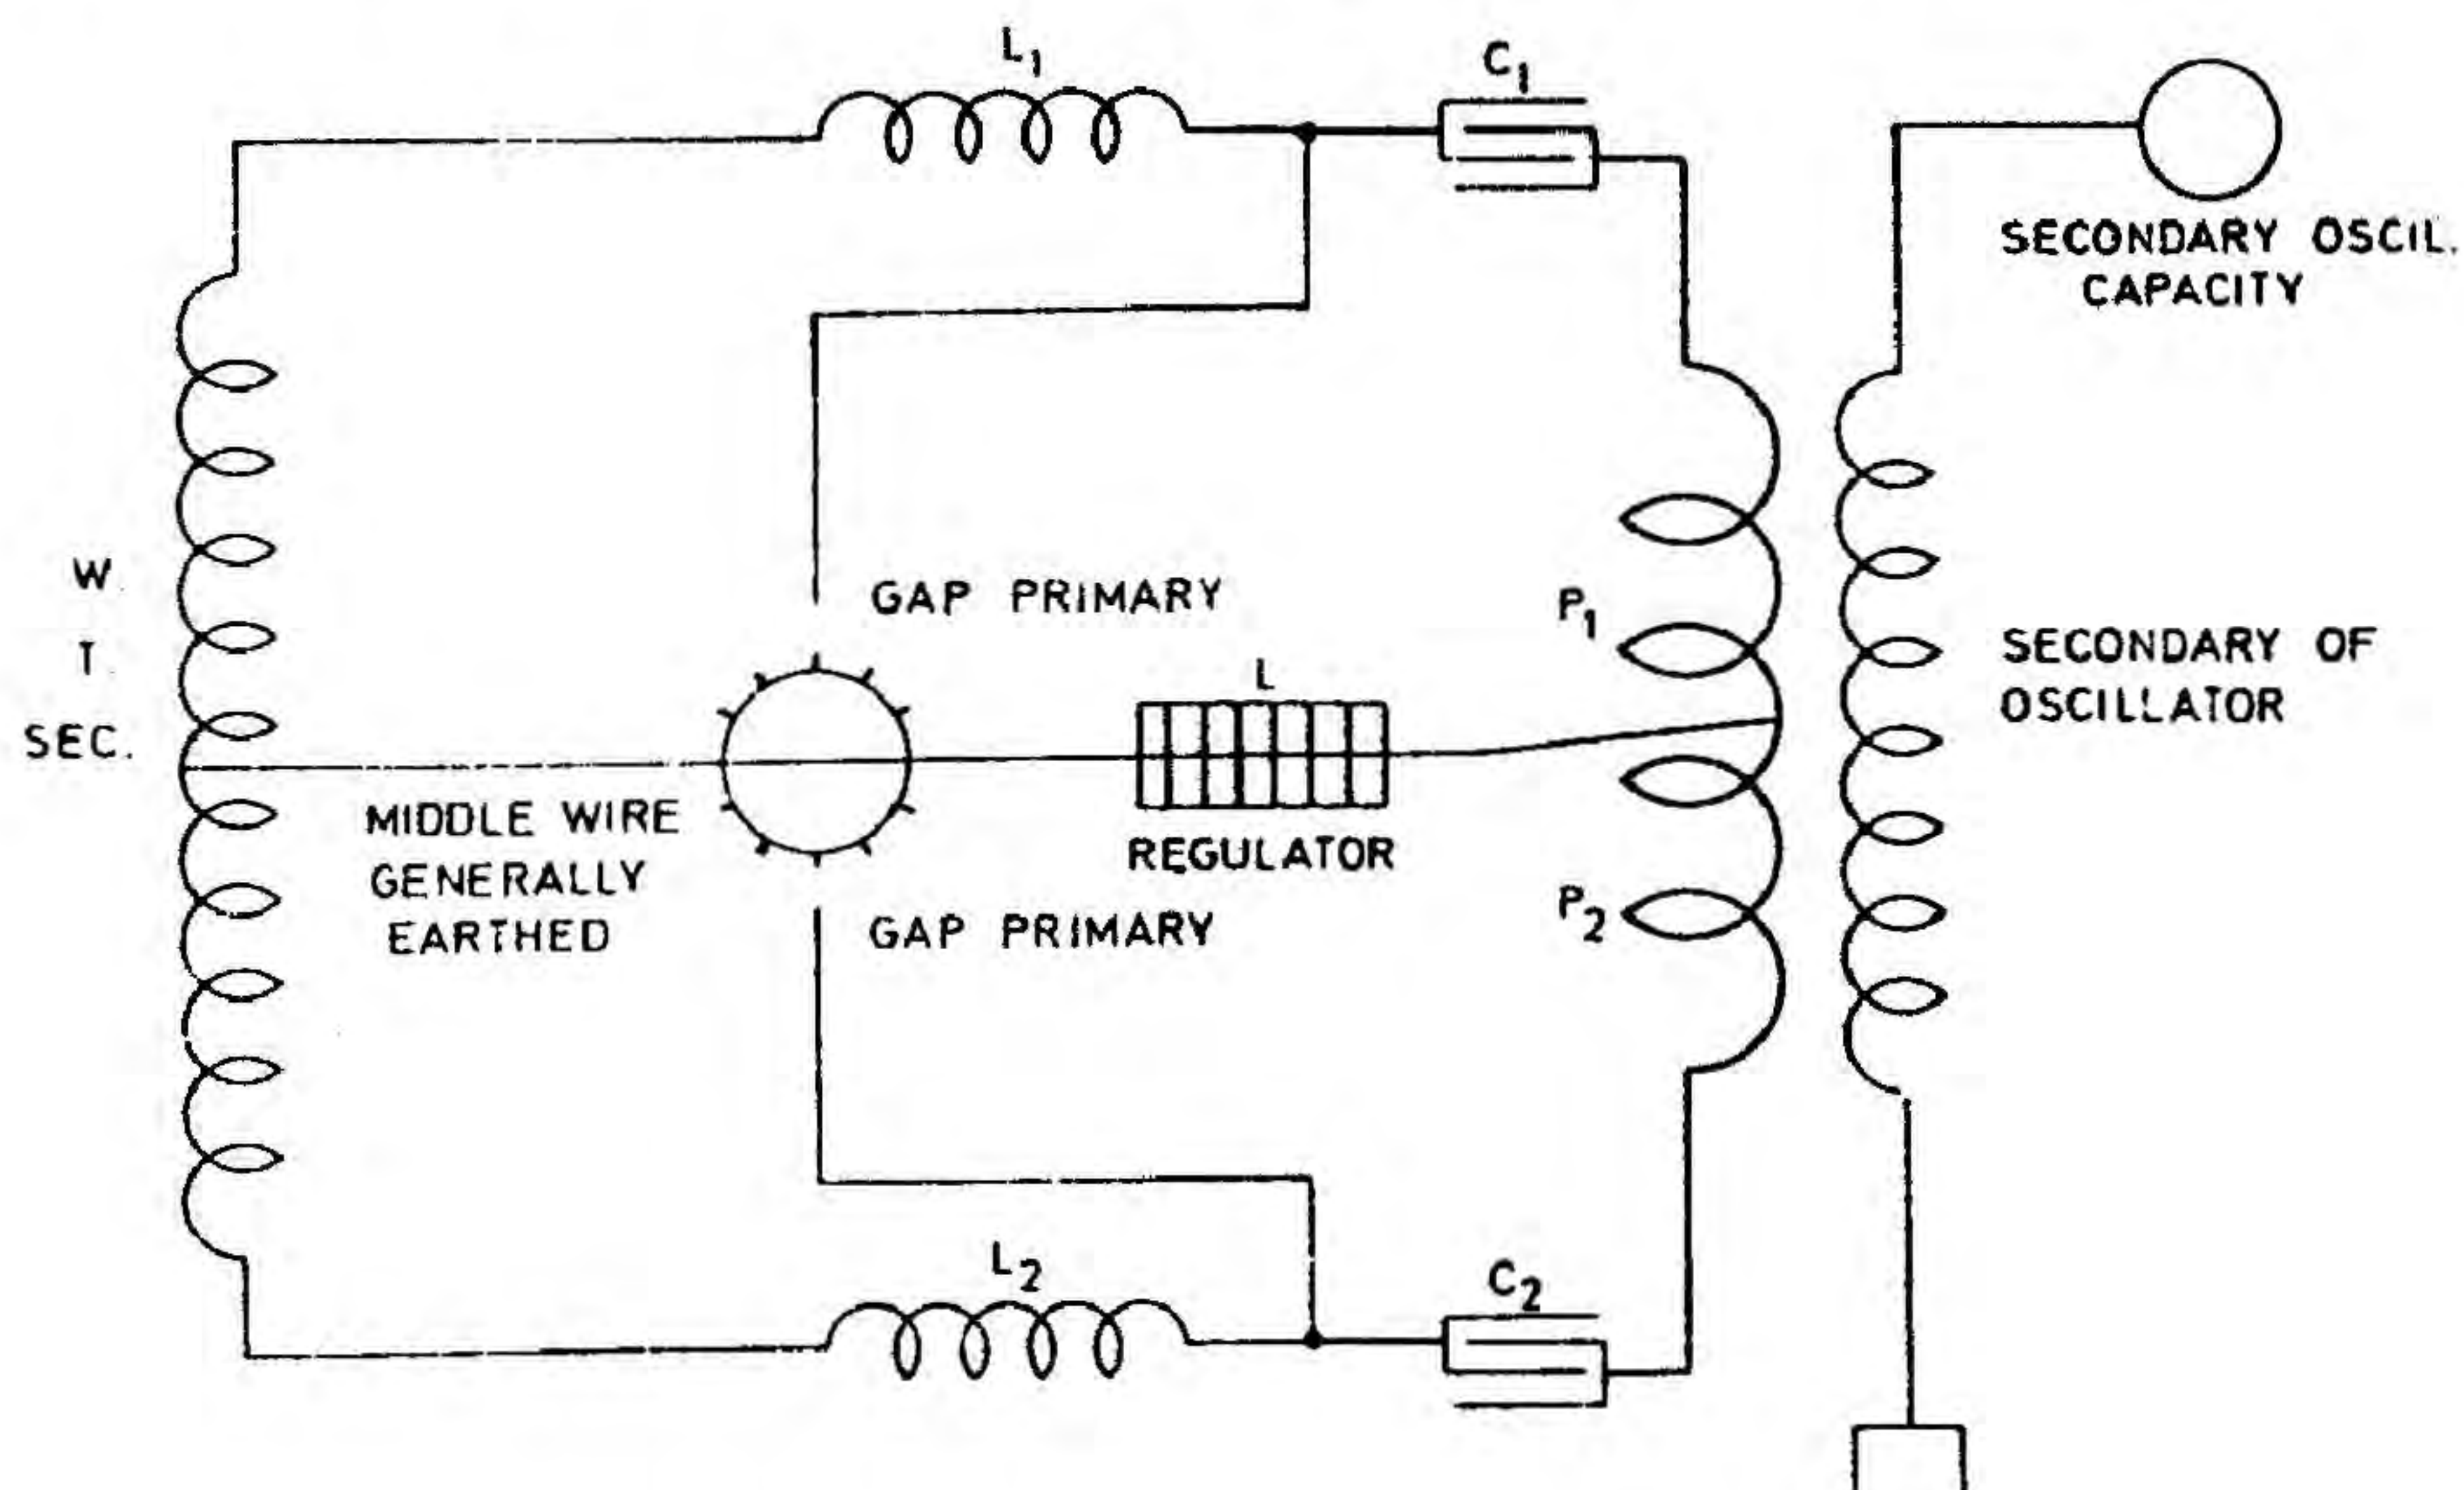 L1
C1
SECONDARY OSCIL.
CAPACITY
W
T
SEC.
GAP PRIMARY
P1
L
SECONDARY OF
OSCILLATOR
MIDDLE WIRE
GENERALLY
EARTHED
REGULATOR
GAP PRIMARY
P2
L2
C2